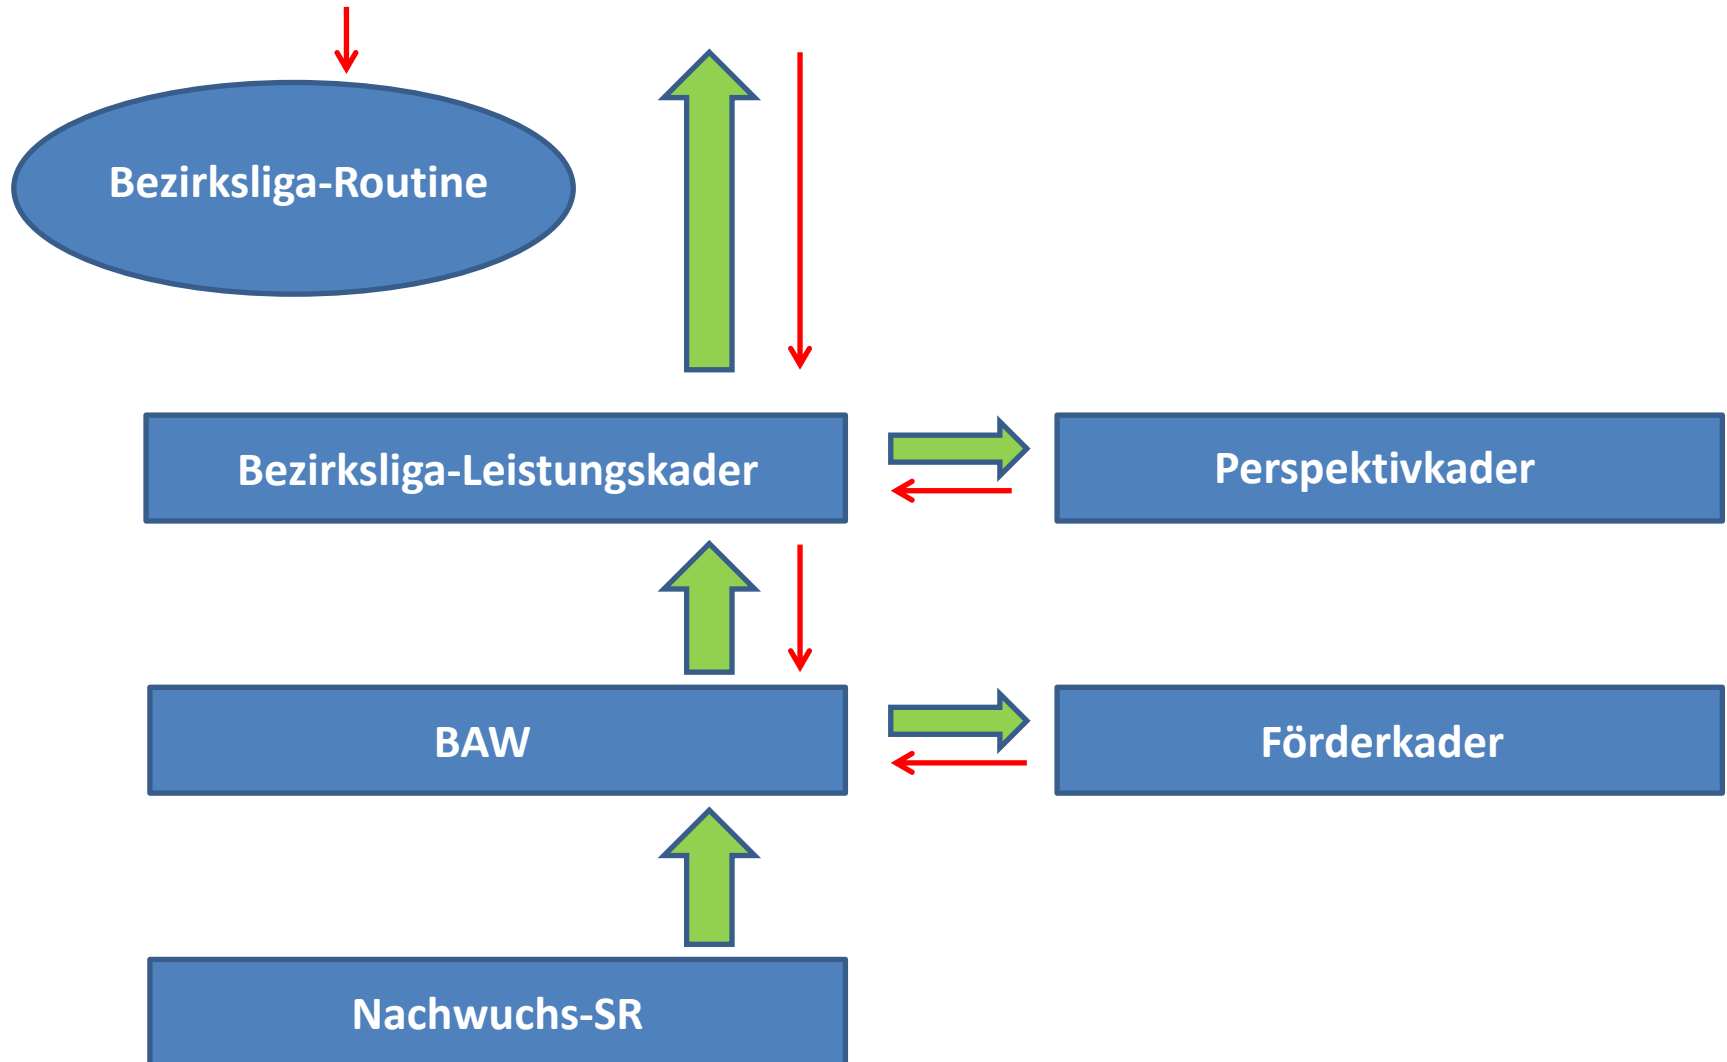 Bezirksliga-Routine
Bezirksliga-Leistungskader
Perspektivkader
BAW
Förderkader
Nachwuchs-SR